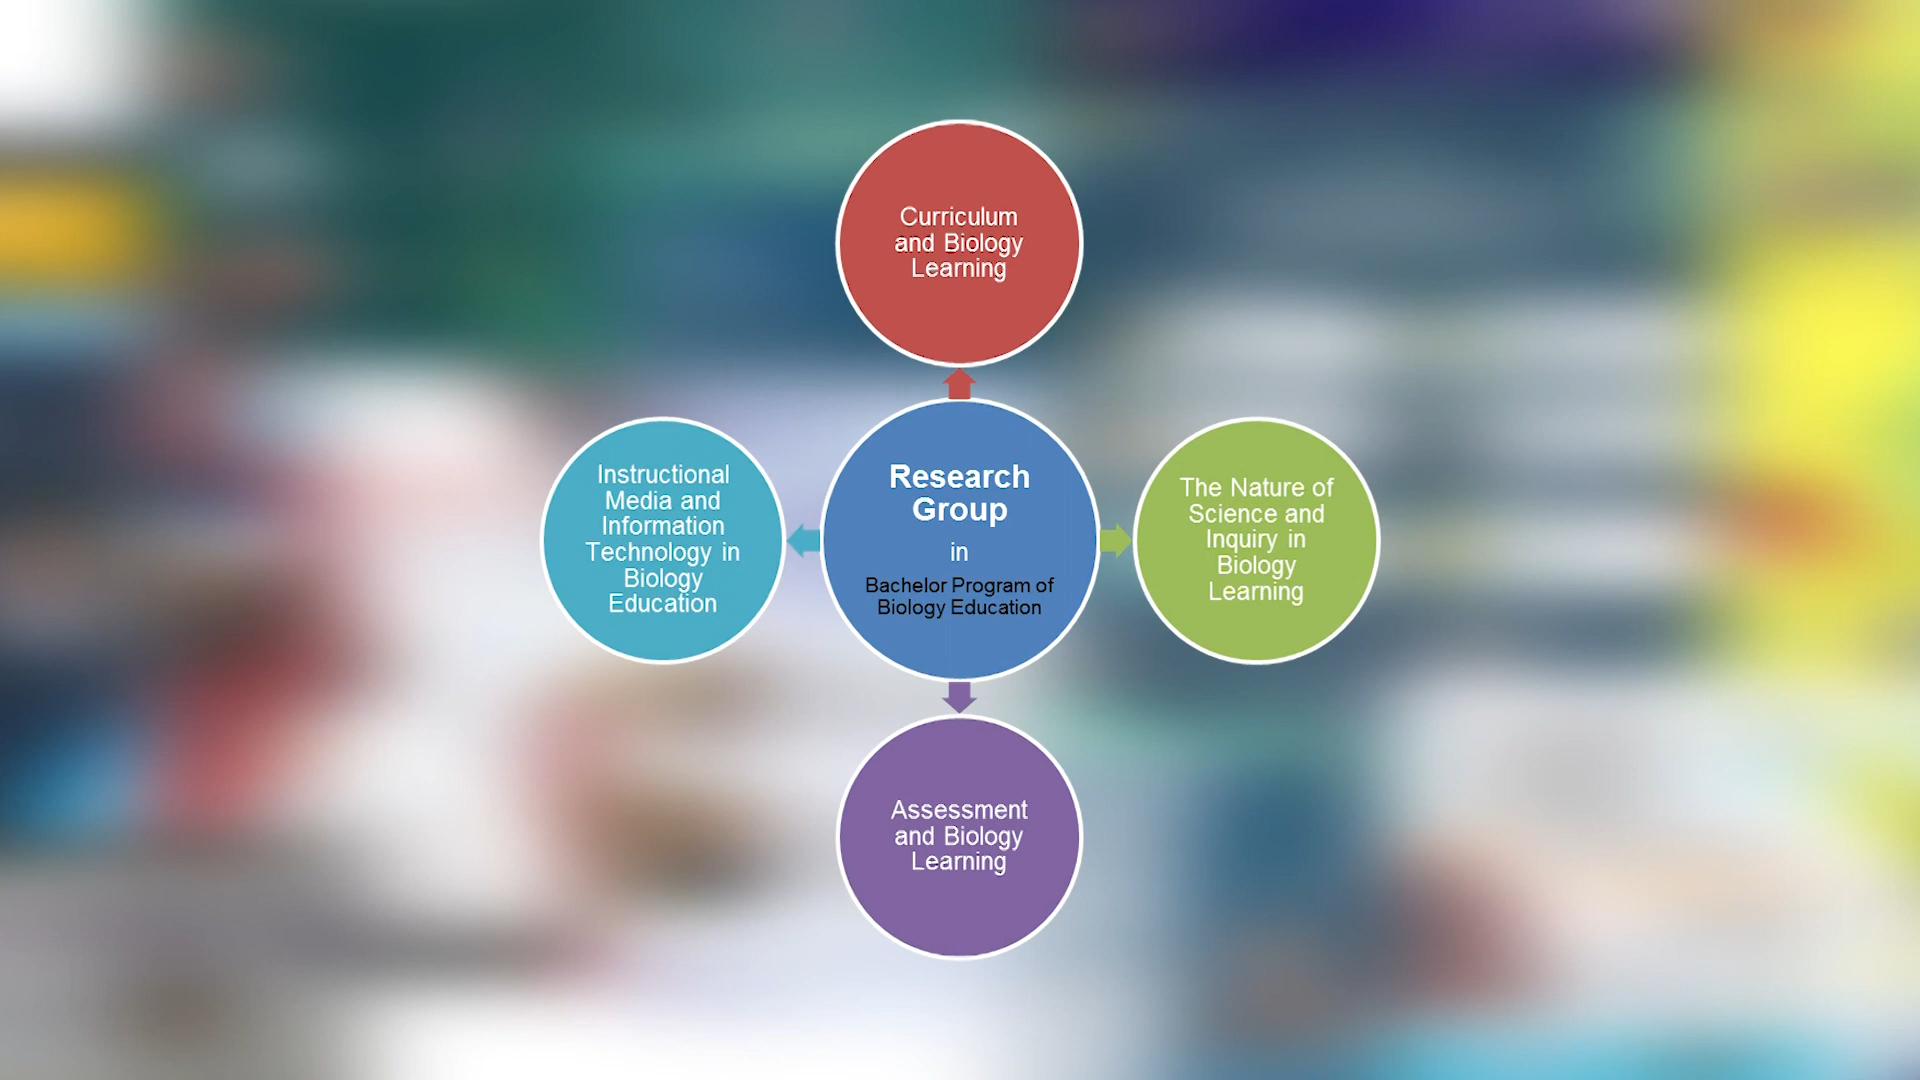 Curriculum
and Biology
Learning
Instructional
Media and
Information
Technology in
Biology
Education
Research
Group
in
Bachelor Program of
Biology Education
The Nature of
Science and
Inquiry in
Biology
Learning
Assessment
and Biology
Learning